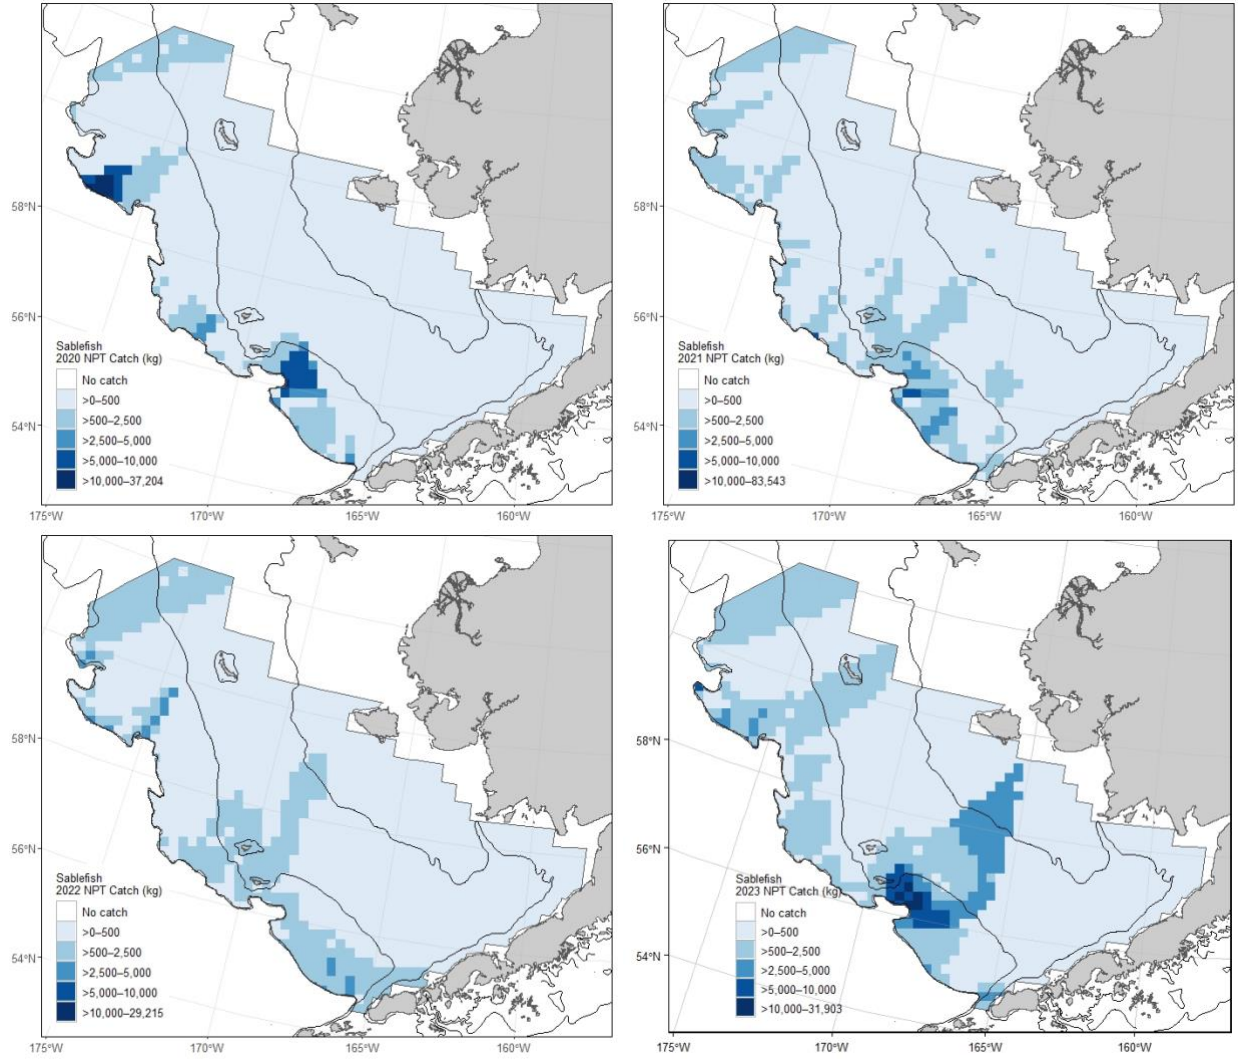 58°N
56°N
54°N
Sablefish
2020 NPT Catch (kg)
No catch
>0–500
>500–2,500
>2,500–5,000
>5,000–10,000
>10,000–37,204
175°W
170°W
165°W
160°W
58°N
56°N
54°N
Sablefish
2021 NPT Catch (kg)
No catch
>0–500
>500–2,500
>2,500–5,000
>5,000–10,000
>10,000–83,543
175°W
170°W
165°W
160°W
58°N
56°N
54°N
Sablefish
2022 NPT Catch (kg)
No catch
>0–500
>500–2,500
>2,500–5,000
>5,000–10,000
>10,000–29,215
175°W
170°W
165°W
160°W
58°N
56°N
54°N
Sablefish
2023 NPT Catch (kg)
No catch
>0–500
>500–2,500
>2,500–5,000
>5,000–10,000
>10,000–31,903
175°W
170°W
165°W
160°W